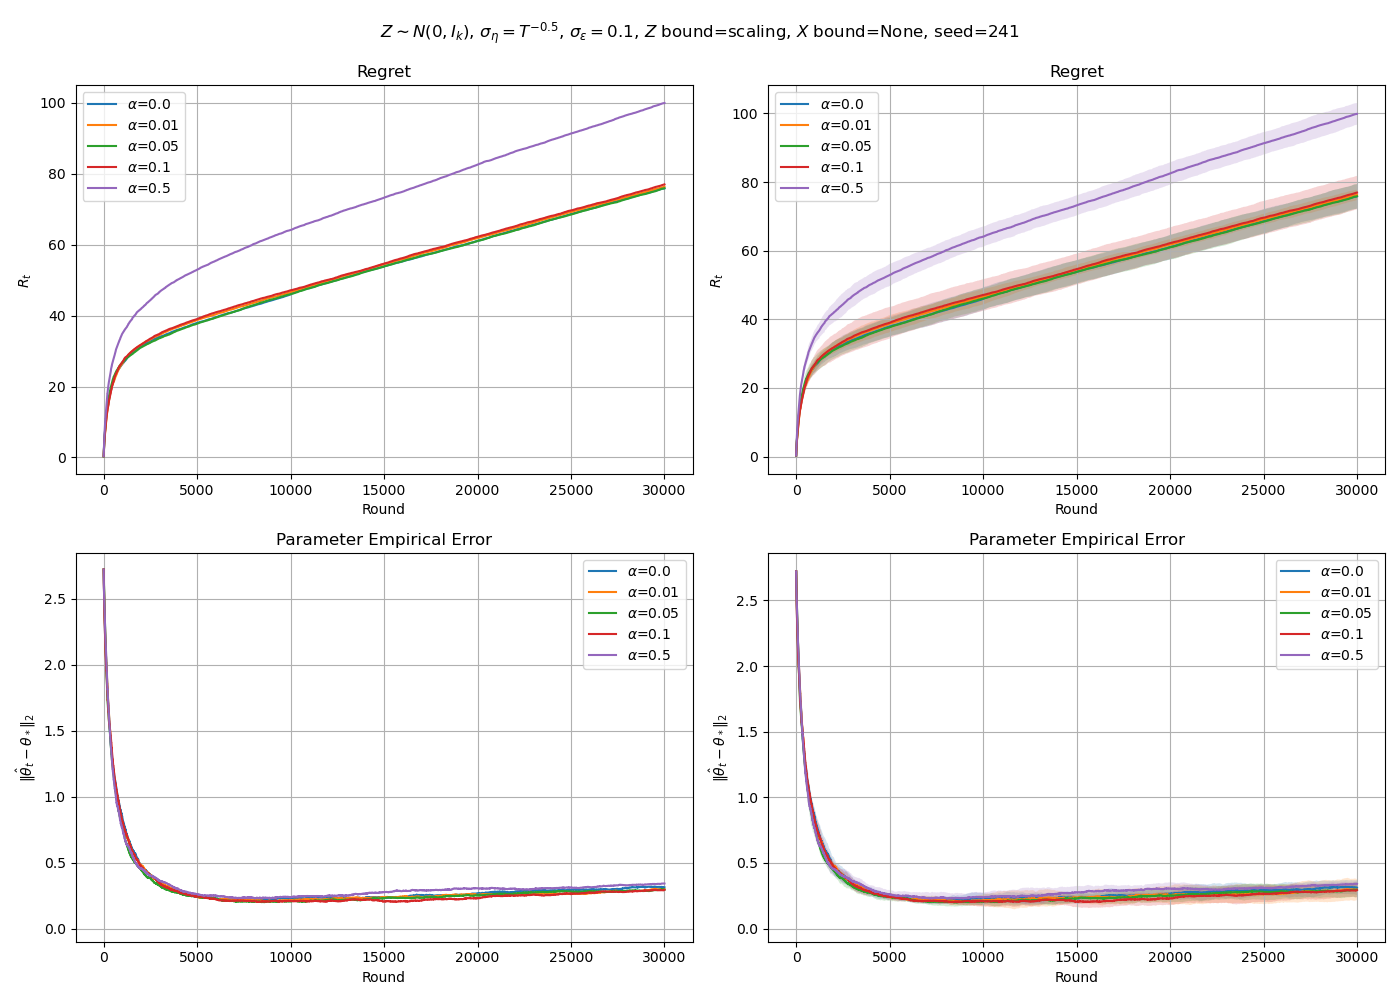 Z ∼ N(0, I_k), σ_η = T^{−0.5}, σ_ε = 0.1, Z bound=scaling, X bound=None, seed=241
Regret
100
80
60
40
20
0
R_t
α=0.0
α=0.01
α=0.05
α=0.1
α=0.5
0 5000 10000 15000 20000 25000 30000
Round
Regret
100
80
60
40
20
0
R_t
α=0.0
α=0.01
α=0.05
α=0.1
α=0.5
0 5000 10000 15000 20000 25000 30000
Round
Parameter Empirical Error
2.5
2.0
1.5
1.0
0.5
0.0
‖θ̂_t − θ_*‖_2
α=0.0
α=0.01
α=0.05
α=0.1
α=0.5
0 5000 10000 15000 20000 25000 30000
Round
Parameter Empirical Error
2.5
2.0
1.5
1.0
0.5
0.0
‖θ̂_t − θ_*‖_2
α=0.0
α=0.01
α=0.05
α=0.1
α=0.5
0 5000 10000 15000 20000 25000 30000
Round